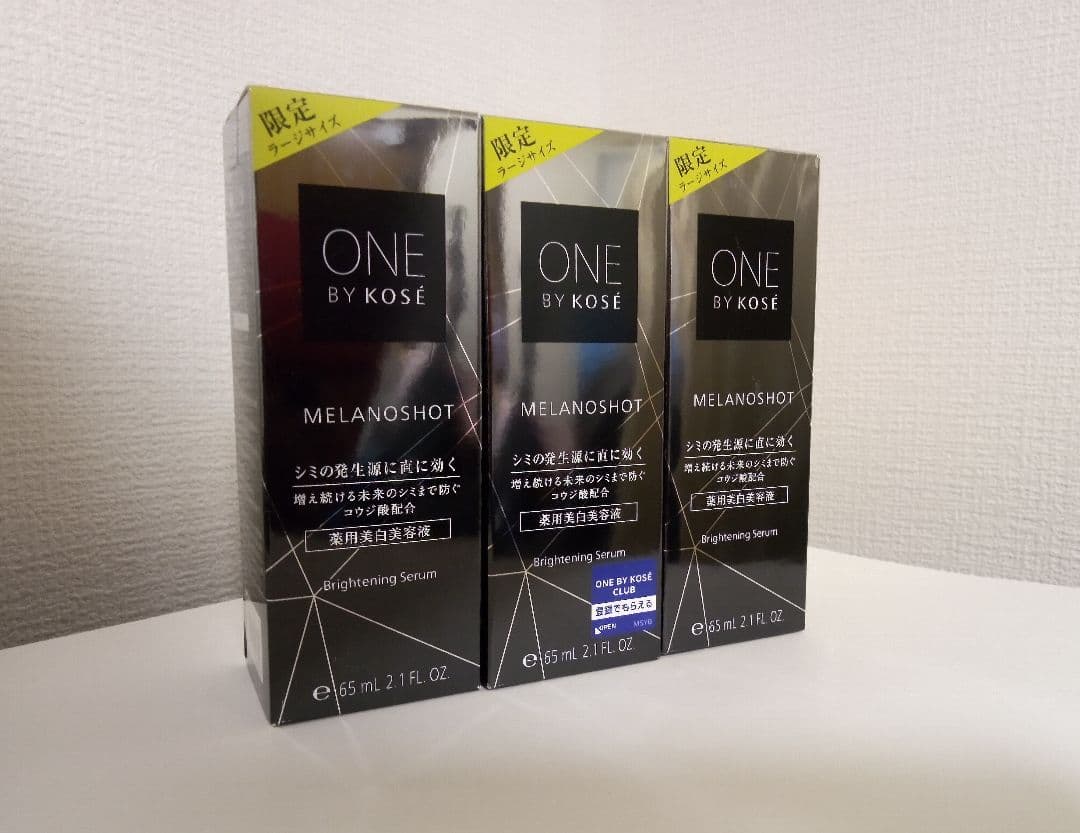 限定
ラージサイズ
ONE
BY KOSÉ
MELANOSHOT
シミの発生源に直に効く
増え続ける未来のシミまで防ぐ
コウジ酸配合
薬用美白美容液
Brightening Serum
℮ 65 mL 2.1 FL. OZ.
限定
ラージサイズ
ONE
BY KOSÉ
MELANOSHOT
シミの発生源に直に効く
増え続ける未来のシミまで防ぐ
コウジ酸配合
薬用美白美容液
Brightening Serum
ONE BY KOSÉ
CLUB
登録でもらえる
OPEN MSYB
℮ 65 mL 2.1 FL. OZ.
限定
ラージサイズ
ONE
BY KOSÉ
MELANOSHOT
シミの発生源に直に効く
増え続ける未来のシミまで防ぐ
コウジ酸配合
薬用美白美容液
Brightening Serum
℮ 65 mL 2.1 FL. OZ.